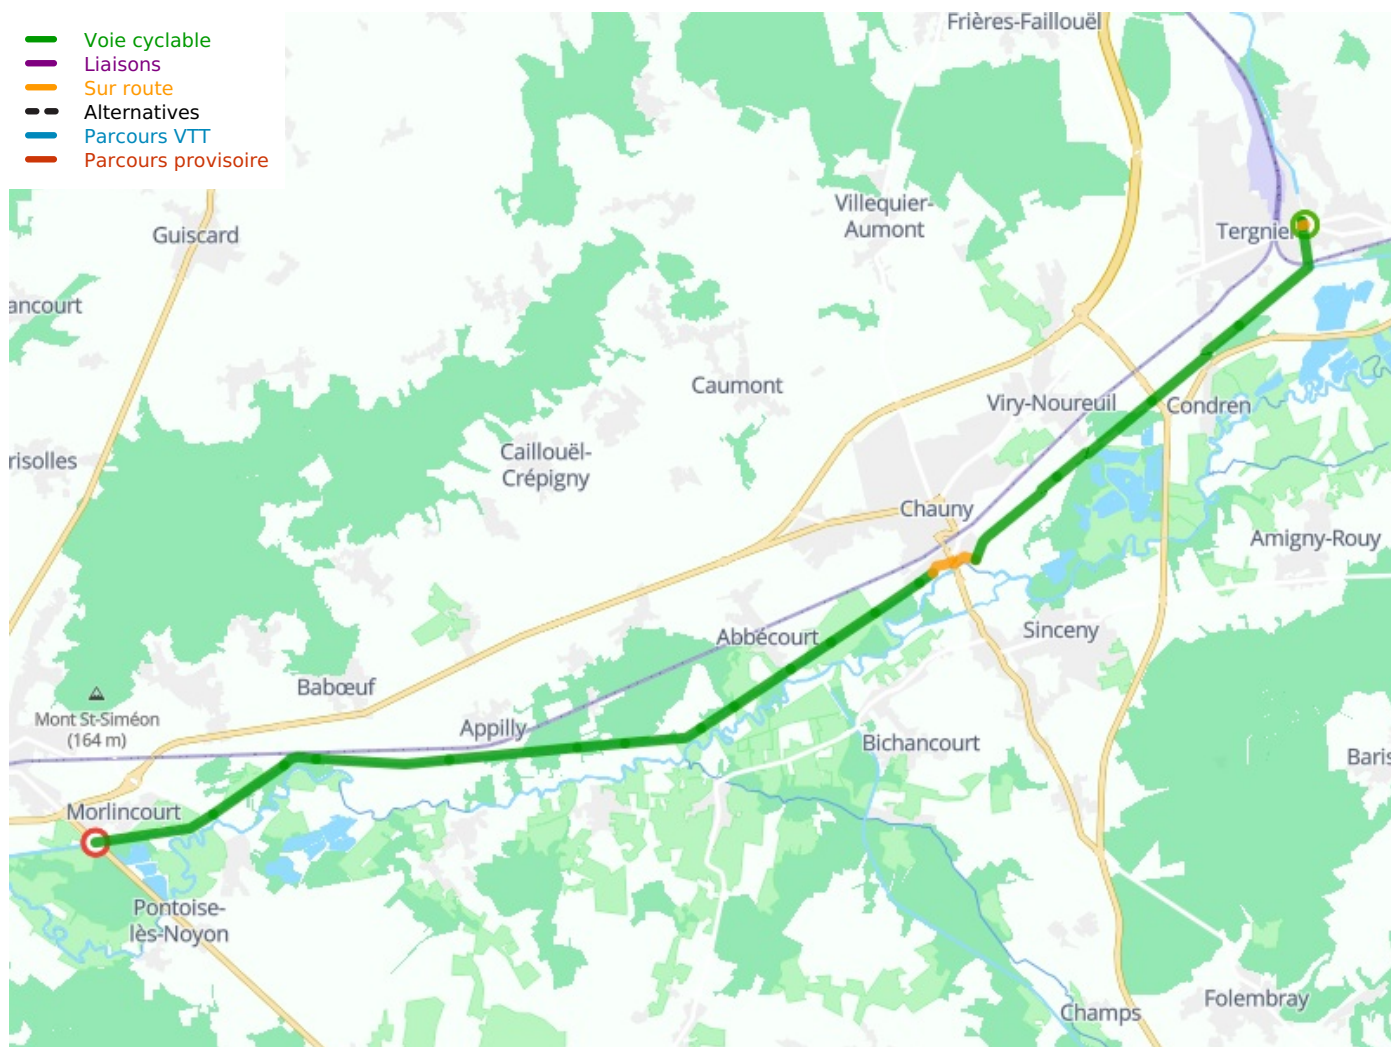 Voie cyclable
Liaisons
Sur route
Alternatives
Parcours VTT
Parcours provisoire
Frières-Faillouël
Villequier-
Aumont
Guiscard
Tergnier
ancourt
Caumont
Viry-Noureuil
Condren
risolles
Caillouël-
Crépigny
Chauny
Amigny-Rouy
Sinceny
Abbécourt
Babœuf
Mont St-Siméon
(164 m)
Appilly
Bichancourt
Baris
Morlincourt
Pontoise-
lès-Noyon
Folembray
Champs